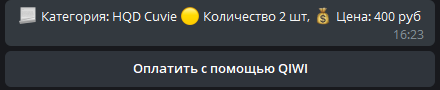 Категория: HQD Cuvie 🟡 Количество 2 шт, 💰 Цена: 400 руб
16:23
Оплатить с помощью QIWI